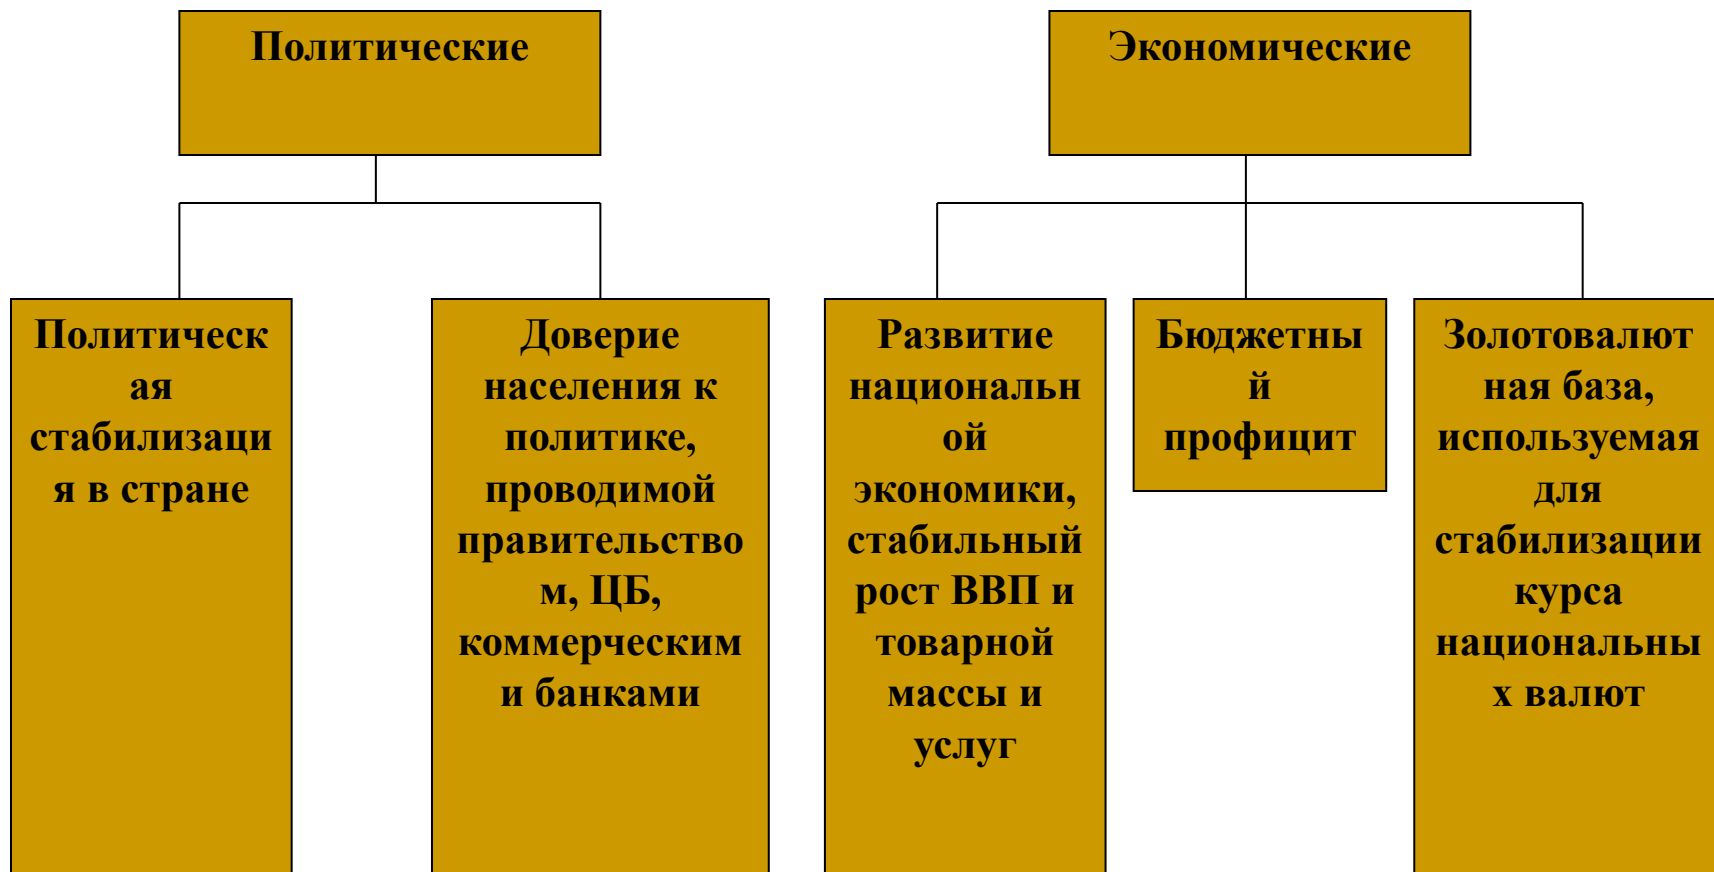 Политические
Экономические
Политическ
ая
стабилизаци
я в стране
Доверие
населения к
политике,
проводимой
правительство
м, ЦБ,
коммерческим
и банками
Развитие
национальн
ой
экономики,
стабильный
рост ВВП и
товарной
массы и
услуг
Бюджетны
й
профицит
Золотовалют
ная база,
используемая
для
стабилизации
курса
национальны
х валют